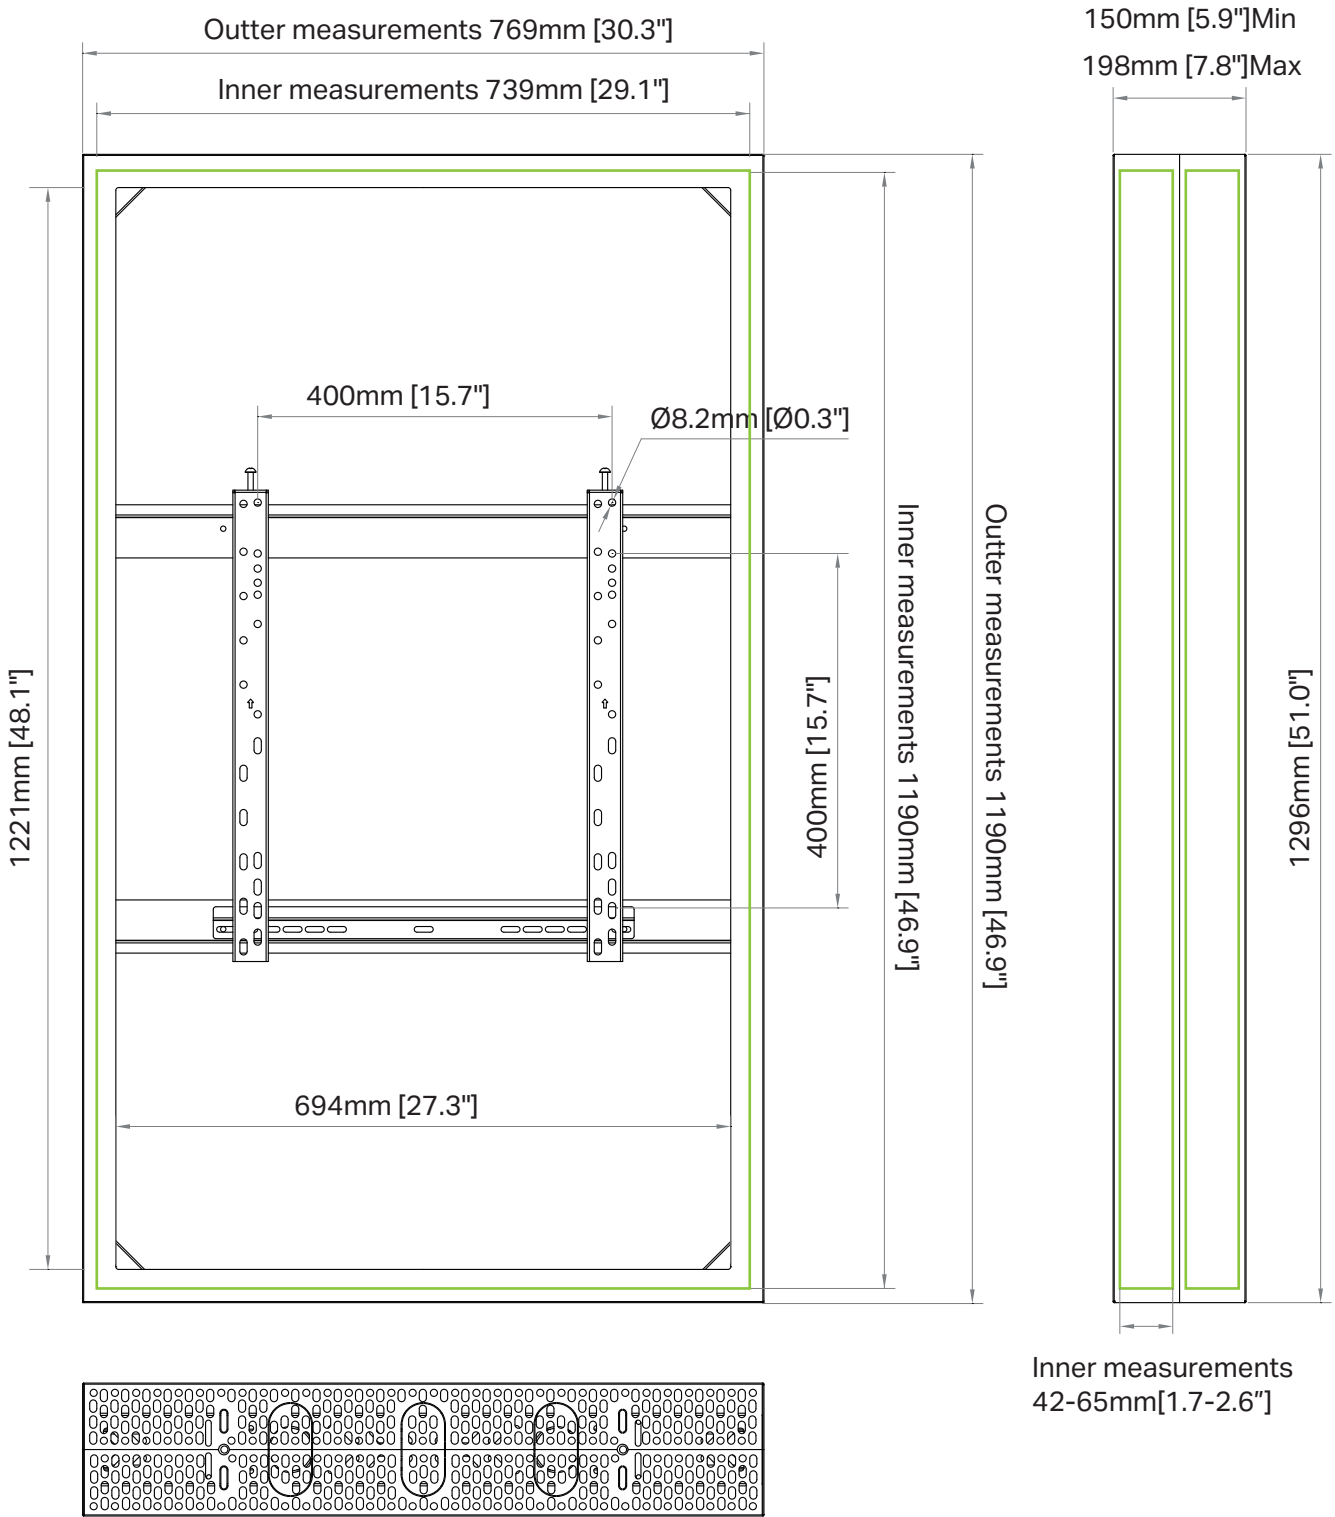 Outter measurements 769mm [30.3"]
Inner measurements 739mm [29.1"]
150mm [5.9"]Min
198mm [7.8"]Max
400mm [15.7"]
Ø8.2mm [Ø0.3"]
1221mm [48.1"]
400mm [15.7"]
Inner measurements 1190mm [46.9"]
Outter measurements 1190mm [46.9"]
1296mm [51.0"]
694mm [27.3"]
Inner measurements
42-65mm[1.7-2.6”]